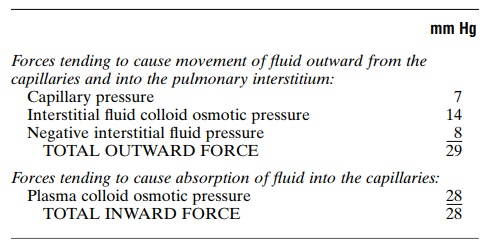 mm Hg
Forces tending to cause movement of fluid outward from the
capillaries and into the pulmonary interstitium:
Capillary pressure 7
Interstitial fluid colloid osmotic pressure 14
Negative interstitial fluid pressure 8
TOTAL OUTWARD FORCE 29
Forces tending to cause absorption of fluid into the capillaries:
Plasma colloid osmotic pressure 28
TOTAL INWARD FORCE 28